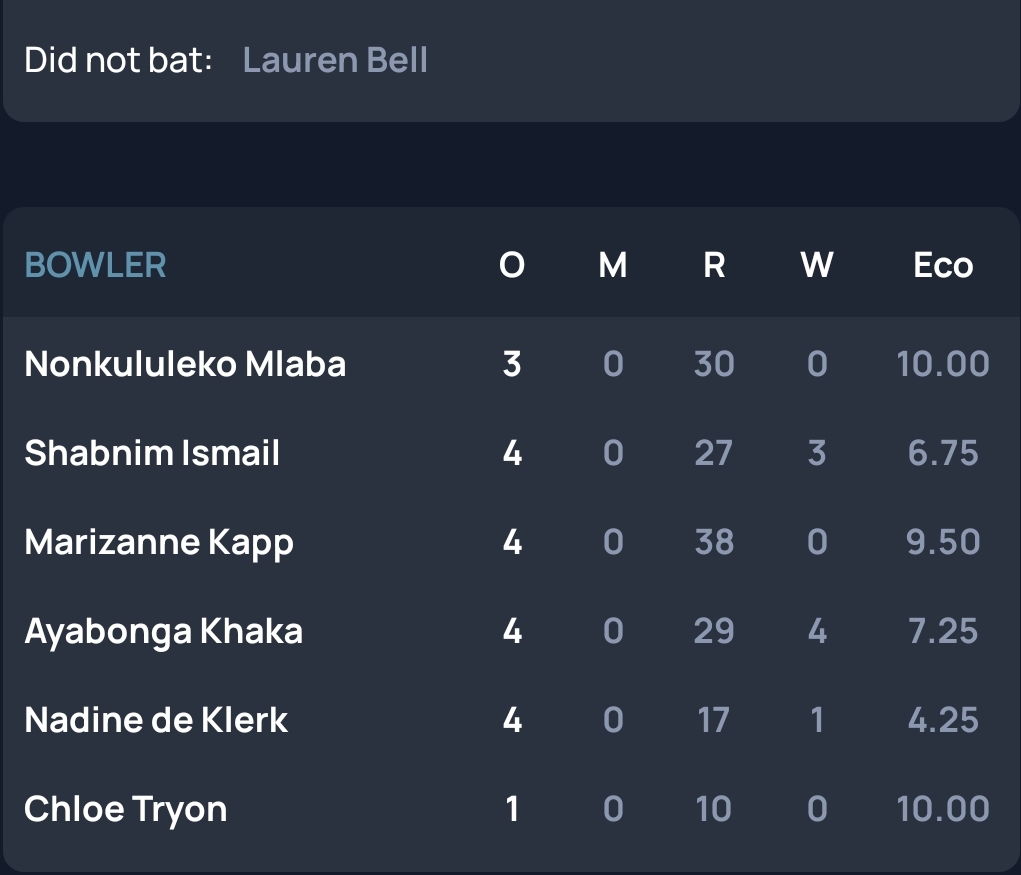 Did not bat: Lauren Bell
BOWLER O M R W Eco
Nonkululeko Mlaba 3 0 30 0 10.00
Shabnim Ismail 4 0 27 3 6.75
Marizanne Kapp 4 0 38 0 9.50
Ayabonga Khaka 4 0 29 4 7.25
Nadine de Klerk 4 0 17 1 4.25
Chloe Tryon 1 0 10 0 10.00